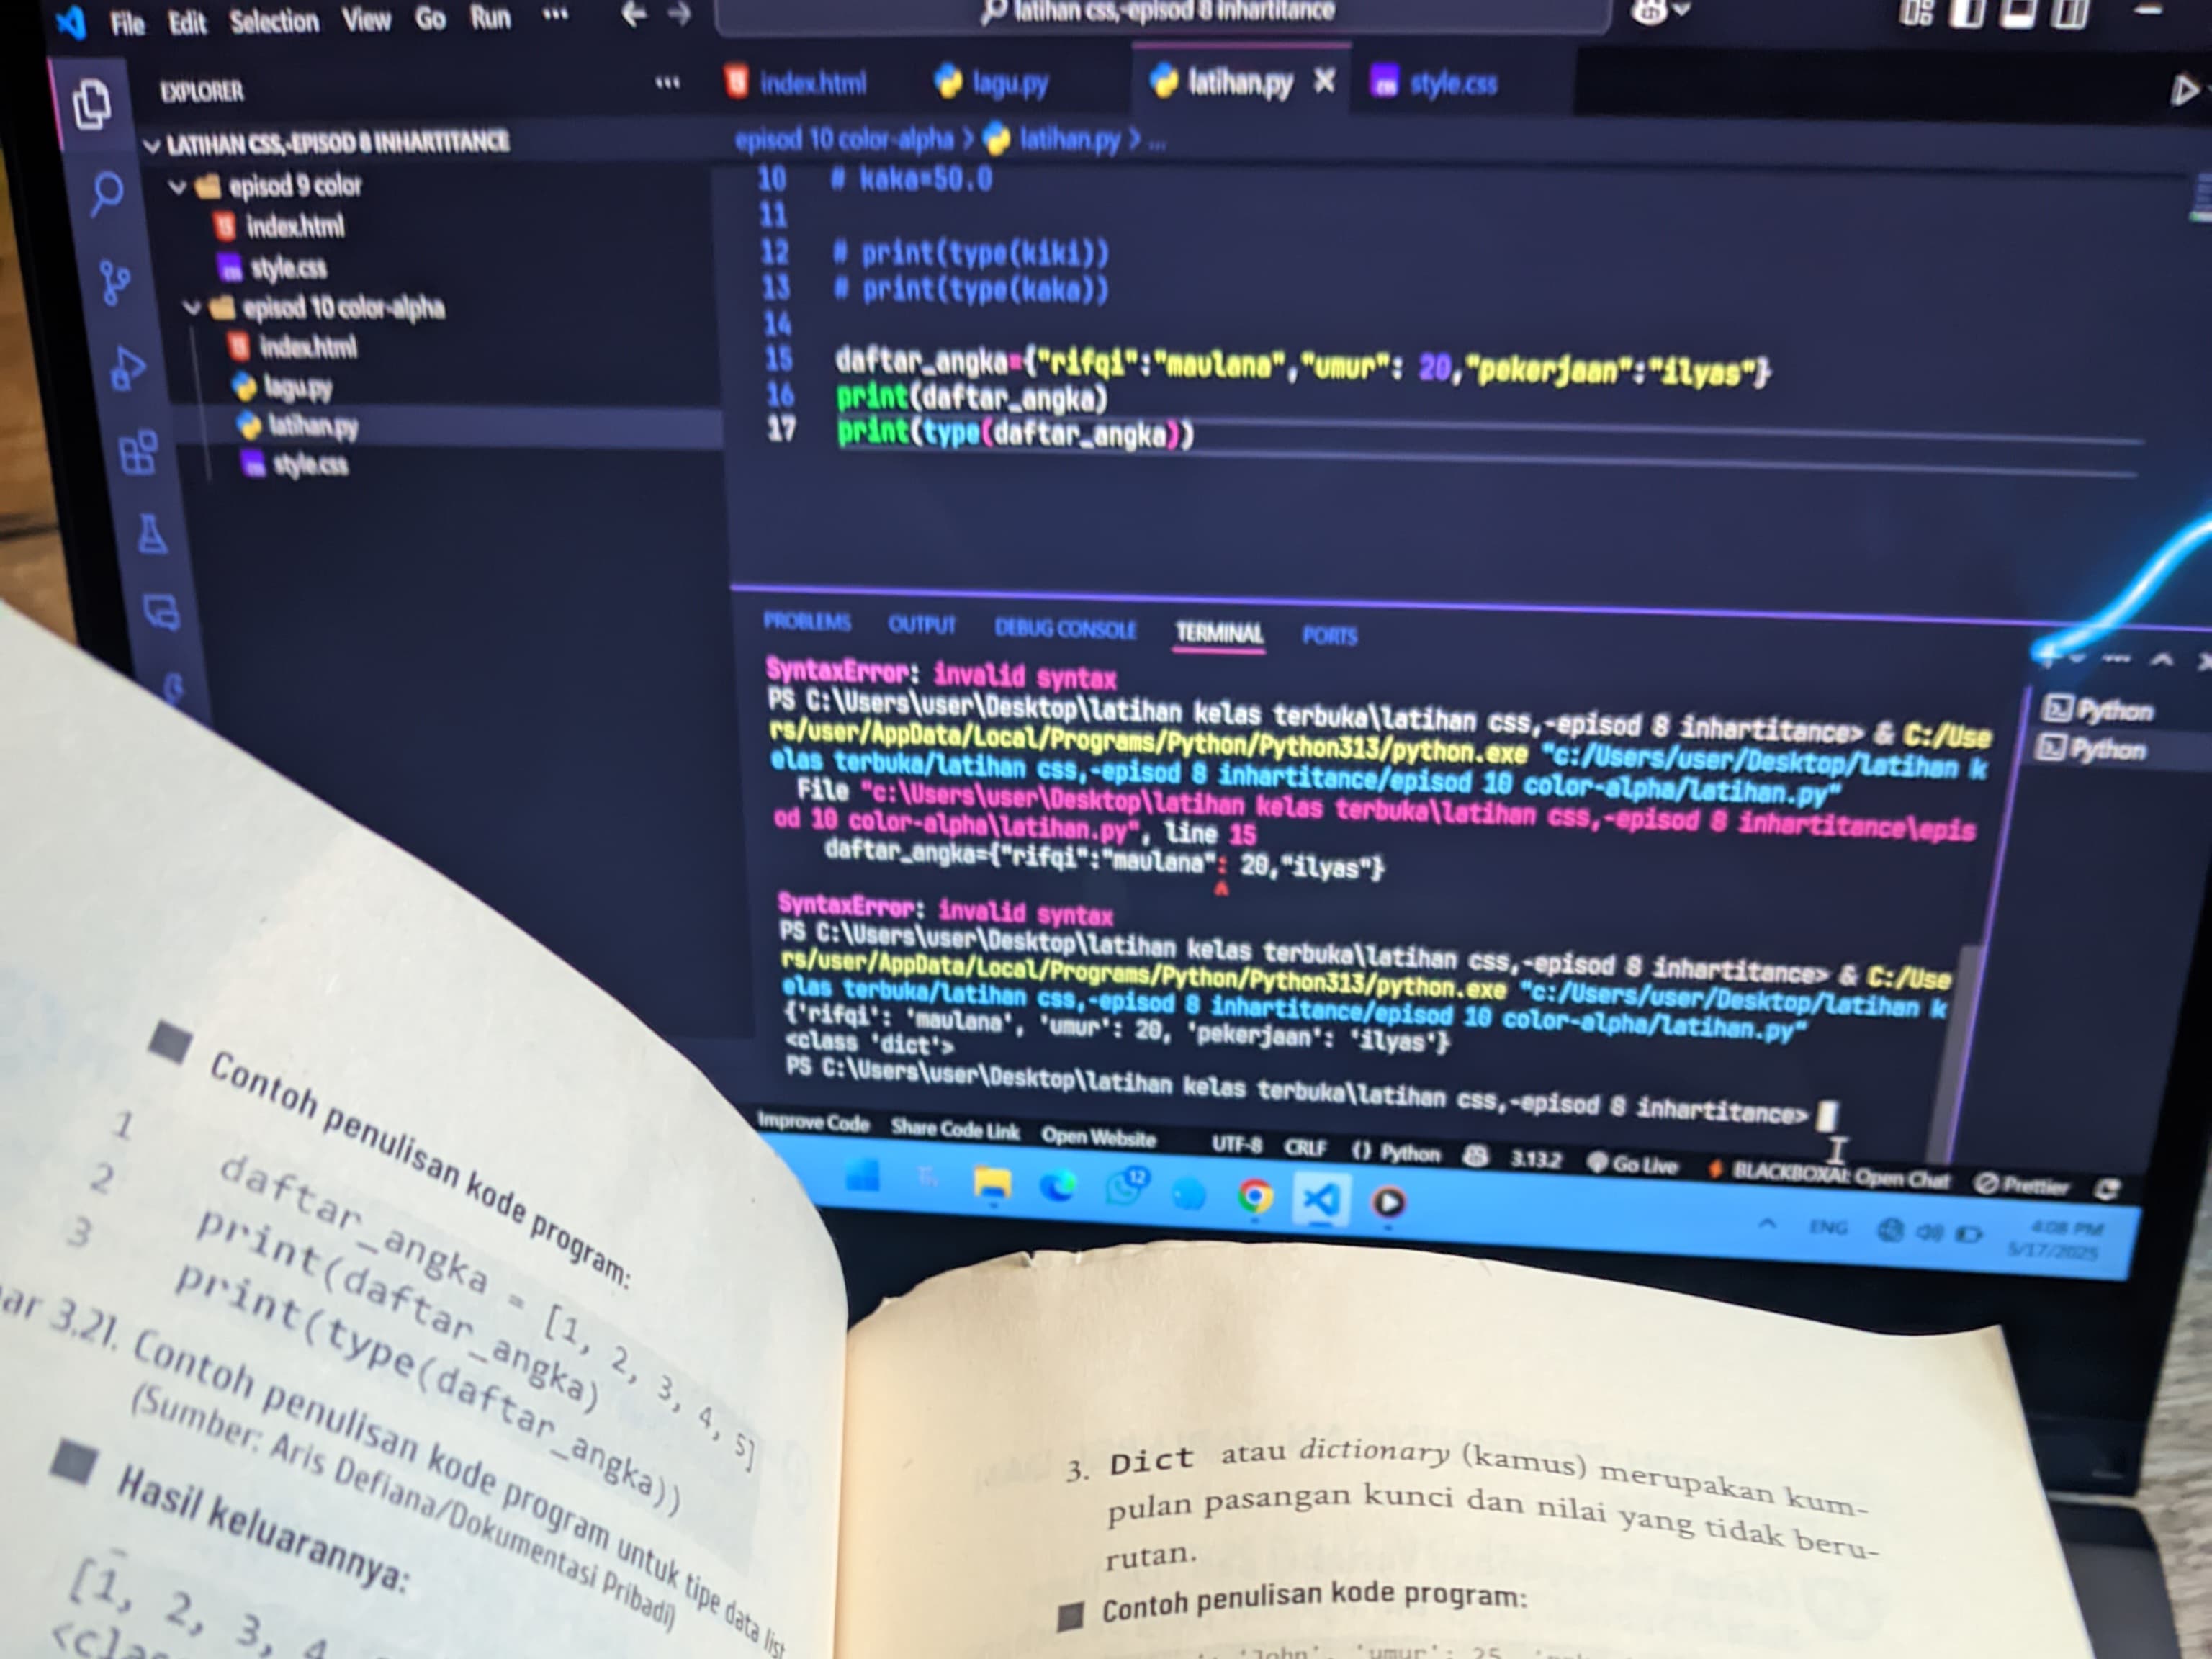 File Edit Selection View Go Run ...
latihan css,-episod 8 inhartitance
EXPLORER
LATIHAN CSS,-EPISOD 8 INHARTITANCE
episod 9 color
index.html
style.css
episod 10 color-alpha
index.html
lagu.py
latihan.py
style.css
index.html lagu.py latihan.py style.css
episod 10 color-alpha > latihan.py > ...
10 # kaka=50.0
11
12 # print(type(kiki))
13 # print(type(kaka))
14
15 daftar_angka={"rifqi":"maulana","umur": 20,"pekerjaan":"ilyas"}
16 print(daftar_angka)
17 print(type(daftar_angka))
PROBLEMS OUTPUT DEBUG CONSOLE TERMINAL PORTS
SyntaxError: invalid syntax
PS C:\Users\user\Desktop\latihan kelas terbuka\latihan css,-episod 8 inhartitance> & C:/Use
rs/user/AppData/Local/Programs/Python/Python313/python.exe "c:/Users/user/Desktop/latihan k
elas terbuka/latihan css,-episod 8 inhartitance/episod 10 color-alpha/latihan.py"
File "c:\Users\user\Desktop\latihan kelas terbuka\latihan css,-episod 8 inhartitance\epis
od 10 color-alpha\latihan.py", line 15
daftar_angka={"rifqi":"maulana": 20,"ilyas"}
^
SyntaxError: invalid syntax
PS C:\Users\user\Desktop\latihan kelas terbuka\latihan css,-episod 8 inhartitance> & C:/Use
rs/user/AppData/Local/Programs/Python/Python313/python.exe "c:/Users/user/Desktop/latihan k
elas terbuka/latihan css,-episod 8 inhartitance/episod 10 color-alpha/latihan.py"
{'rifqi': 'maulana', 'umur': 20, 'pekerjaan': 'ilyas'}
<class 'dict'>
PS C:\Users\user\Desktop\latihan kelas terbuka\latihan css,-episod 8 inhartitance>
Python
Python
Improve Code Share Code Link Open Website UTF-8 CRLF {} Python 3.13.2 Go Live BLACKBOXAI: Open Chat Prettier
12
ENG
4:08 PM
5/17/2025
Contoh penulisan kode program:
1 daftar_angka = [1, 2, 3, 4, 5]
2 print(daftar_angka)
3 print(type(daftar_angka))
ar 3.21. Contoh penulisan kode program untuk tipe data list
(Sumber: Aris Defiana/Dokumentasi Pribadi)
Hasil keluarannya:
[1, 2, 3, 4
<cla
3. Dict atau dictionary (kamus) merupakan kum-
pulan pasangan kunci dan nilai yang tidak beru-
rutan.
Contoh penulisan kode program:
'John', 'umur': 25